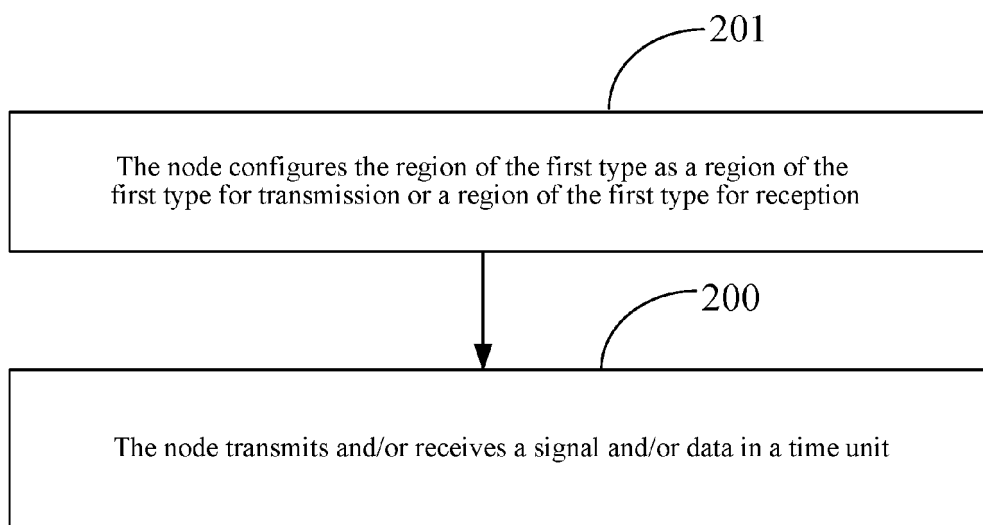 201
The node configures the region of the first type as a region of the
first type for transmission or a region of the first type for reception
200
The node transmits and/or receives a signal and/or data in a time unit